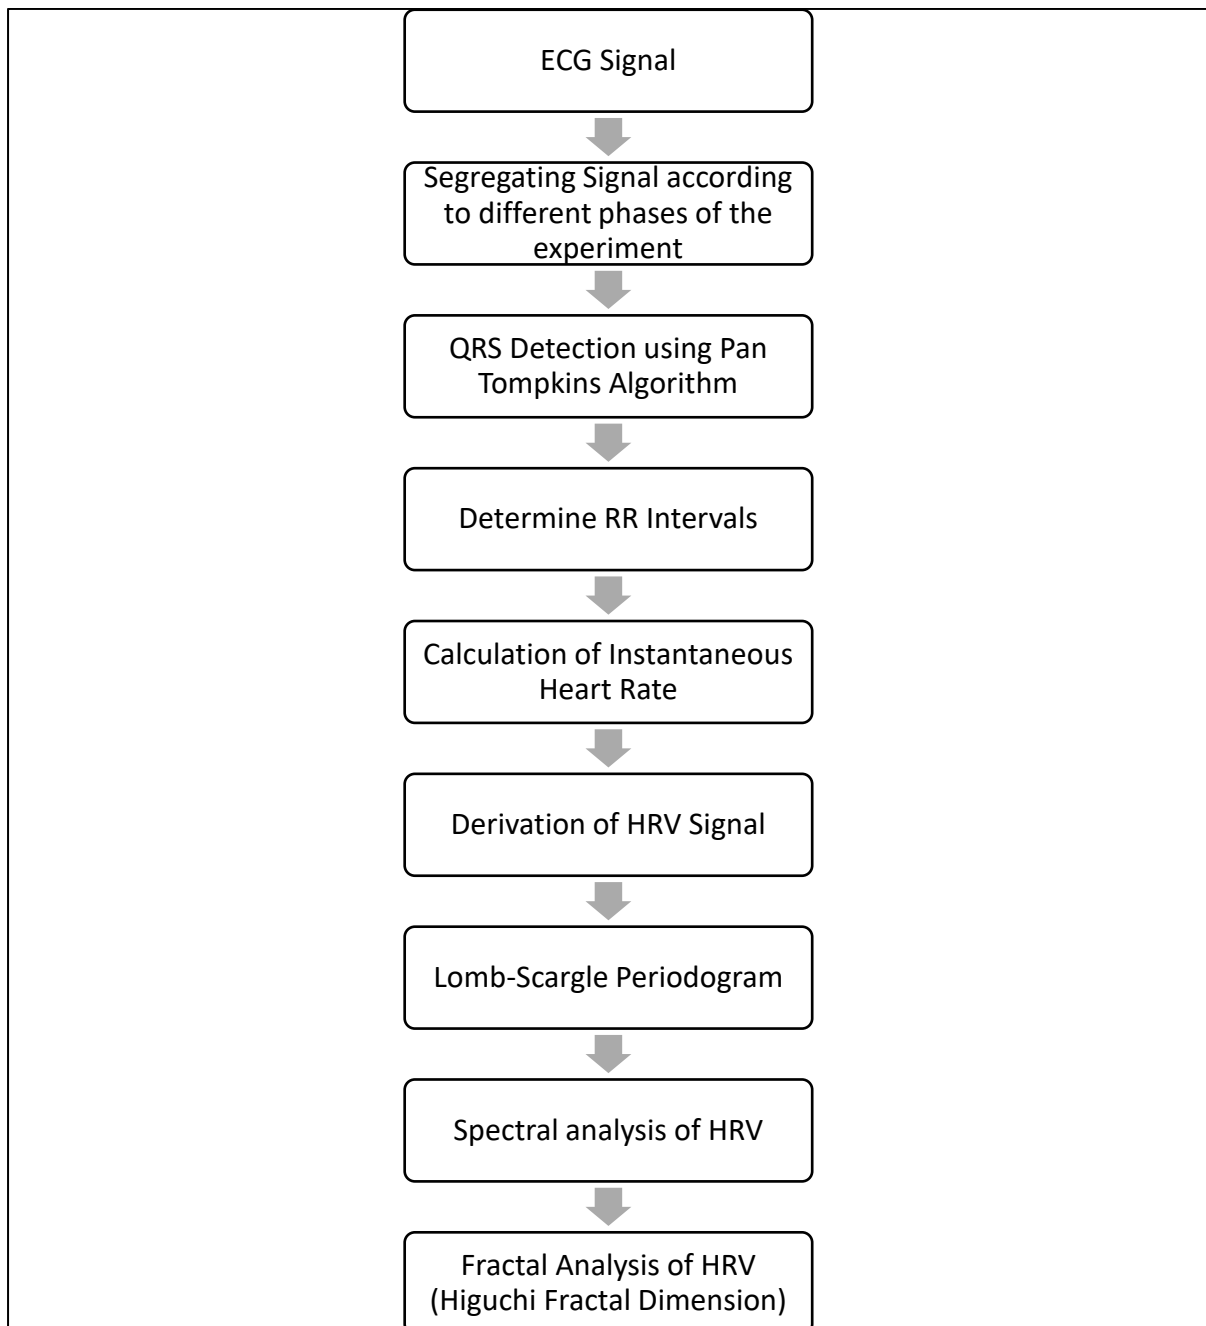 ECG Signal
Segregating Signal according
to different phases of the
experiment
QRS Detection using Pan
Tompkins Algorithm
Determine RR Intervals
Calculation of Instantaneous
Heart Rate
Derivation of HRV Signal
Lomb-Scargle Periodogram
Spectral analysis of HRV
Fractal Analysis of HRV
(Higuchi Fractal Dimension)